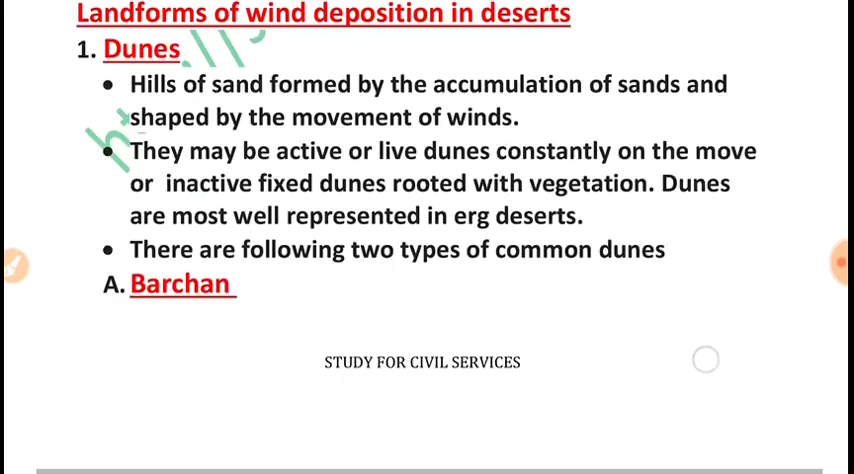 Landforms of wind deposition in deserts
1. Dunes
• Hills of sand formed by the accumulation of sands and
shaped by the movement of winds.
• They may be active or live dunes constantly on the move
or inactive fixed dunes rooted with vegetation. Dunes
are most well represented in erg deserts.
• There are following two types of common dunes
A. Barchan
STUDY FOR CIVIL SERVICES